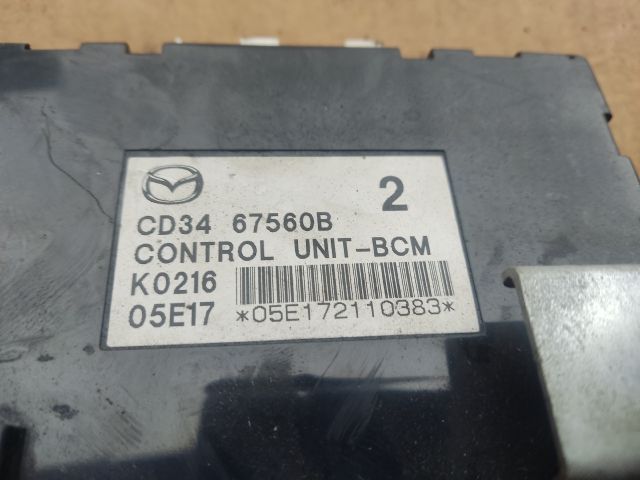 2
CD34 67560B
CONTROL UNIT-BCM
K0216
05E17 *05E172110383*